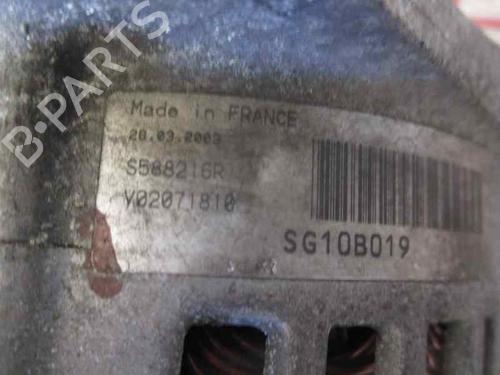 B-PARTS
Made in FRANCE
28.03.2003
S588216R
V02071810
SG10B019